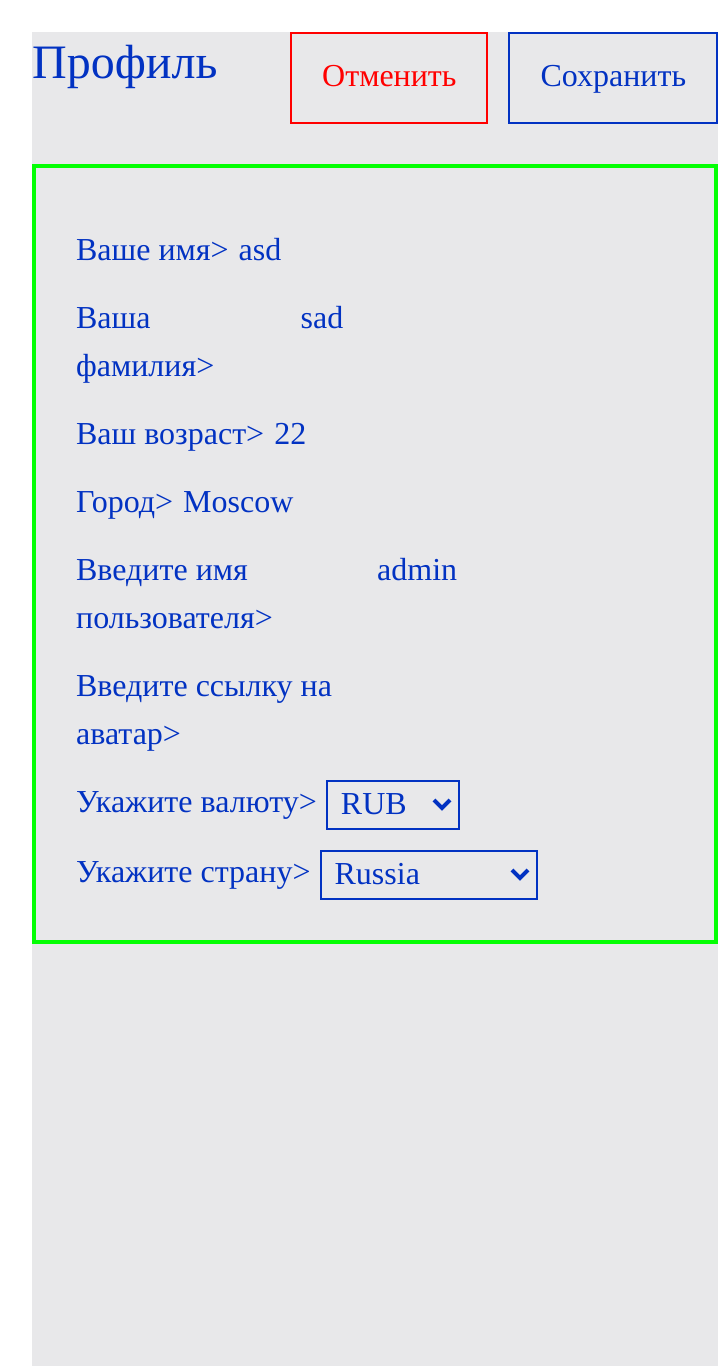 Профиль Отменить Сохранить
Ваше имя> asd
Ваша sad
фамилия>
Ваш возраст> 22
Город> Moscow
Введите имя admin
пользователя>
Введите ссылку на
аватар>
Укажите валюту> RUB
Укажите страну> Russia